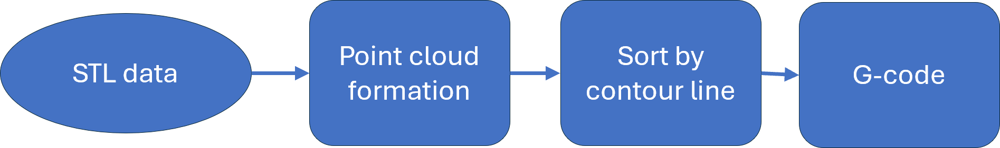 STL data
Point cloud
formation
Sort by
contour line
G-code